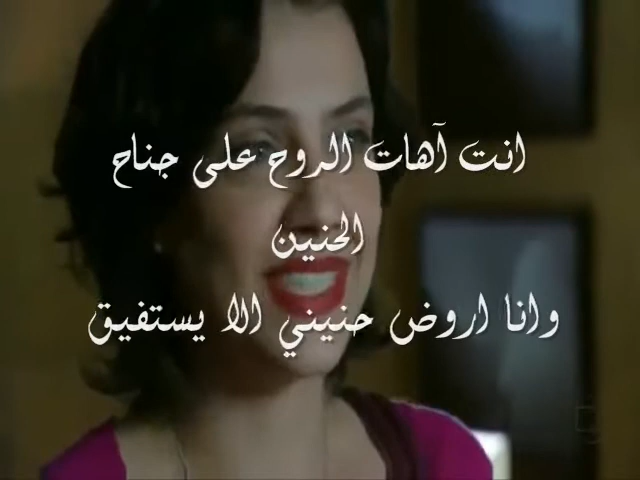 انت آهات الروح على جناح
الحنين
وانا اروض حنيني الا يستفيق